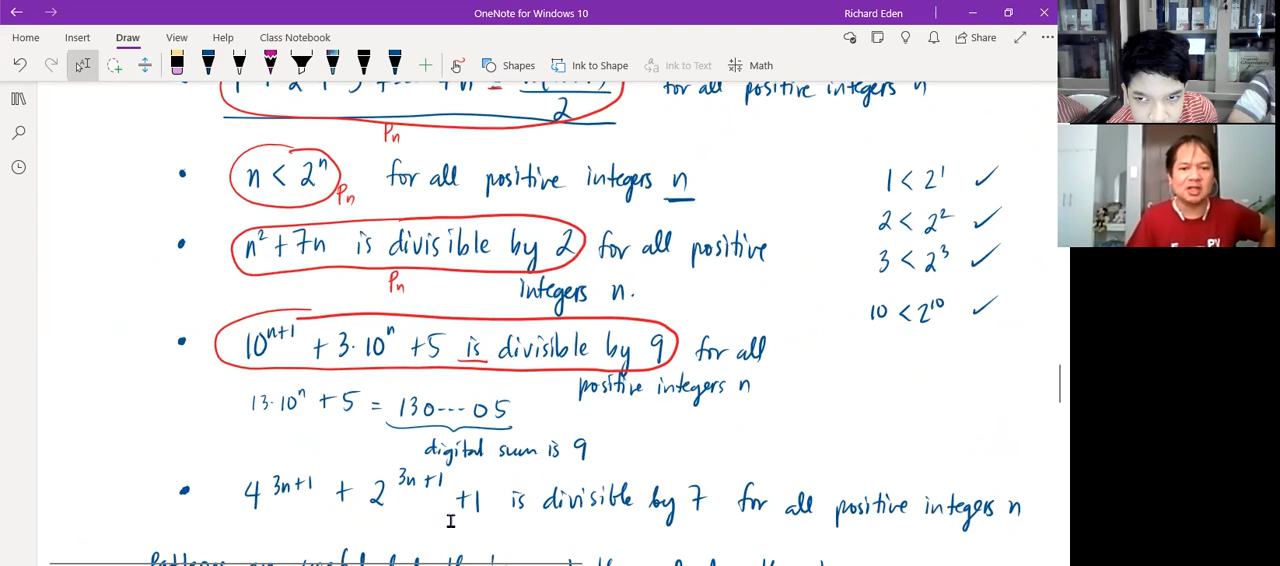 OneNote for Windows 10
Richard Eden
Home Insert Draw View Help Class Notebook
Share
Shapes Ink to Shape Ink to Text Math
2
for all positive integers n
Pn
• n < 2^n for all positive integers n
Pn
1 < 2^1 ✓
2 < 2^2 ✓
3 < 2^3 ✓
10 < 2^10 ✓
• n² + 7n is divisible by 2 for all positive
Pn
integers n.
• 10^{n+1} + 3·10^n + 5 is divisible by 9 for all
positive integers n
13·10^n + 5 = 130---05
digital sum is 9
• 4^{3n+1} + 2^{3n+1} + 1 is divisible by 7 for all positive integers n